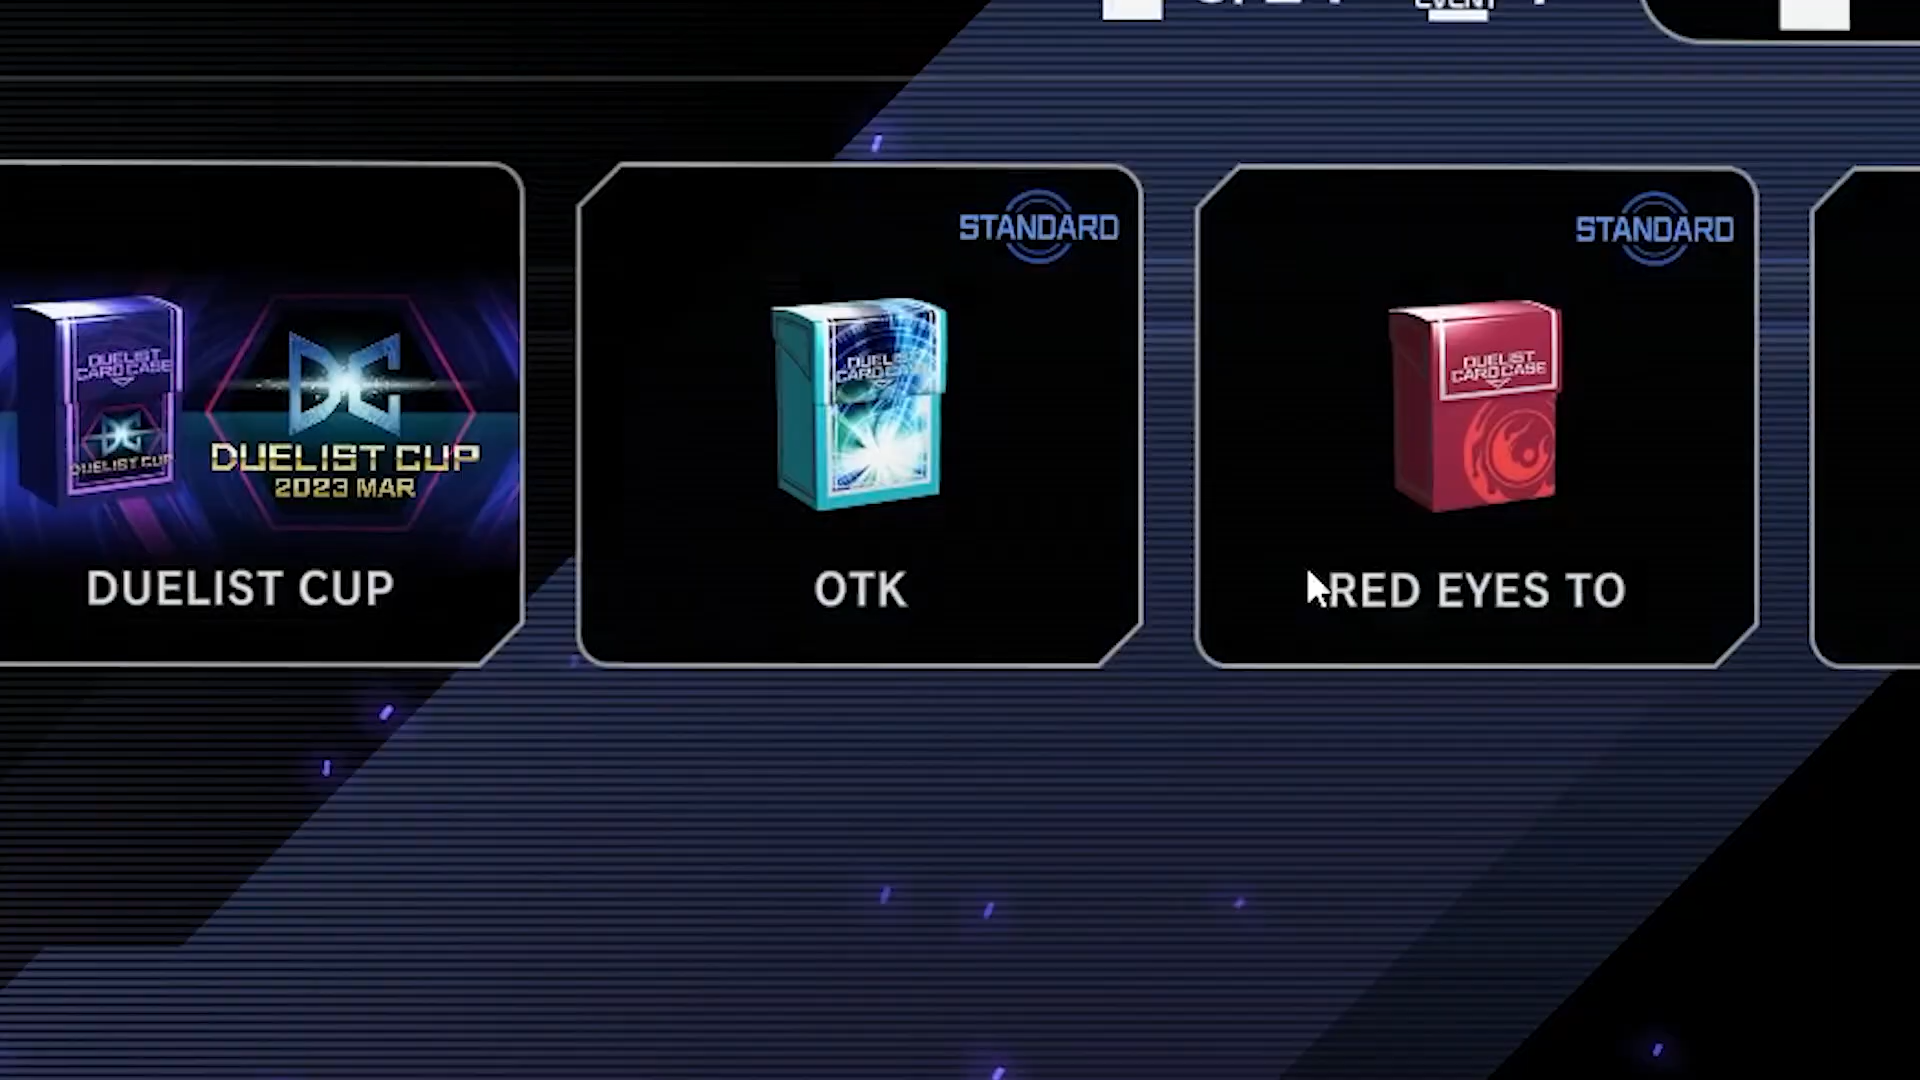 EVENT
STANDARD
STANDARD
DUELIST
CARD CASE
DUELIST CUP
DUELIST CUP
2023 MAR
DUELIST
CARD CASE
DUELIST
CARD CASE
DUELIST CUP
OTK
RED EYES TO